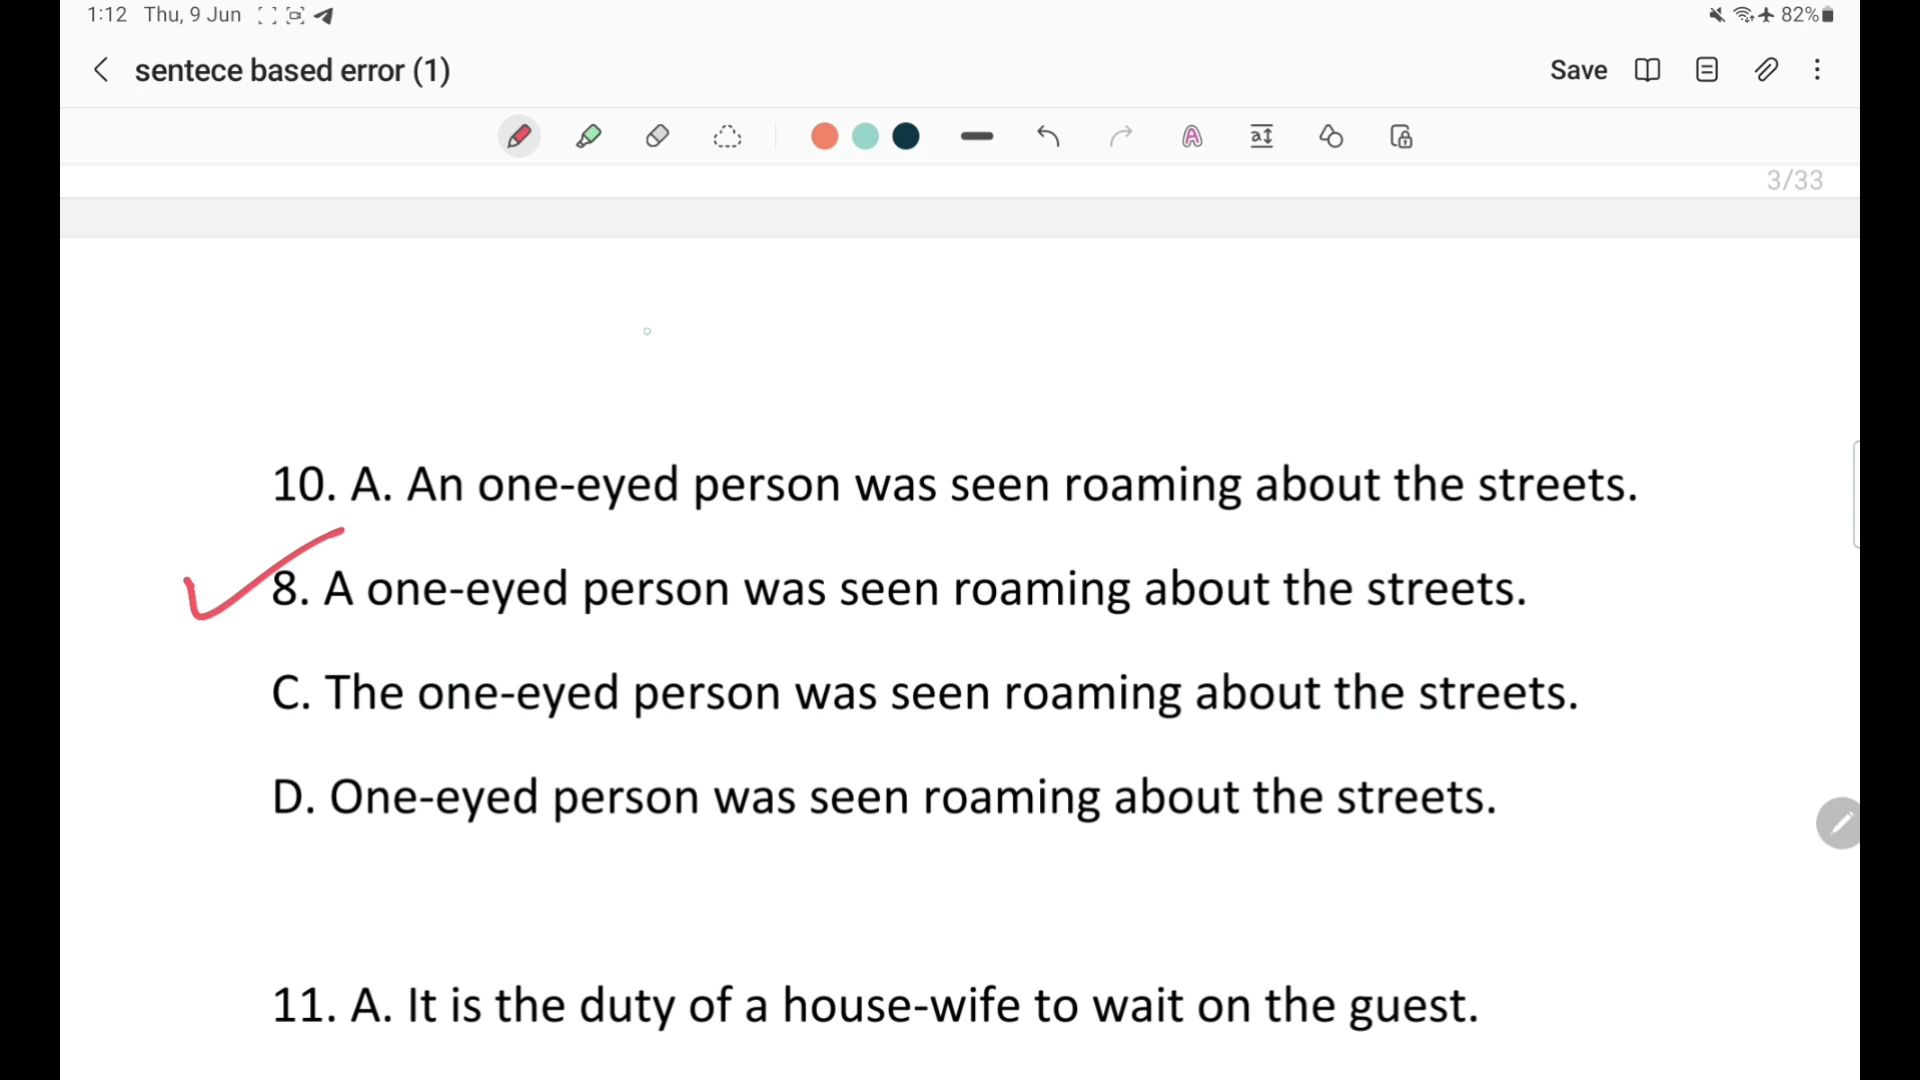 1:12 Thu, 9 Jun 82%
sentece based error (1) Save
3/33
10. A. An one-eyed person was seen roaming about the streets.
8. A one-eyed person was seen roaming about the streets.
C. The one-eyed person was seen roaming about the streets.
D. One-eyed person was seen roaming about the streets.
11. A. It is the duty of a house-wife to wait on the guest.